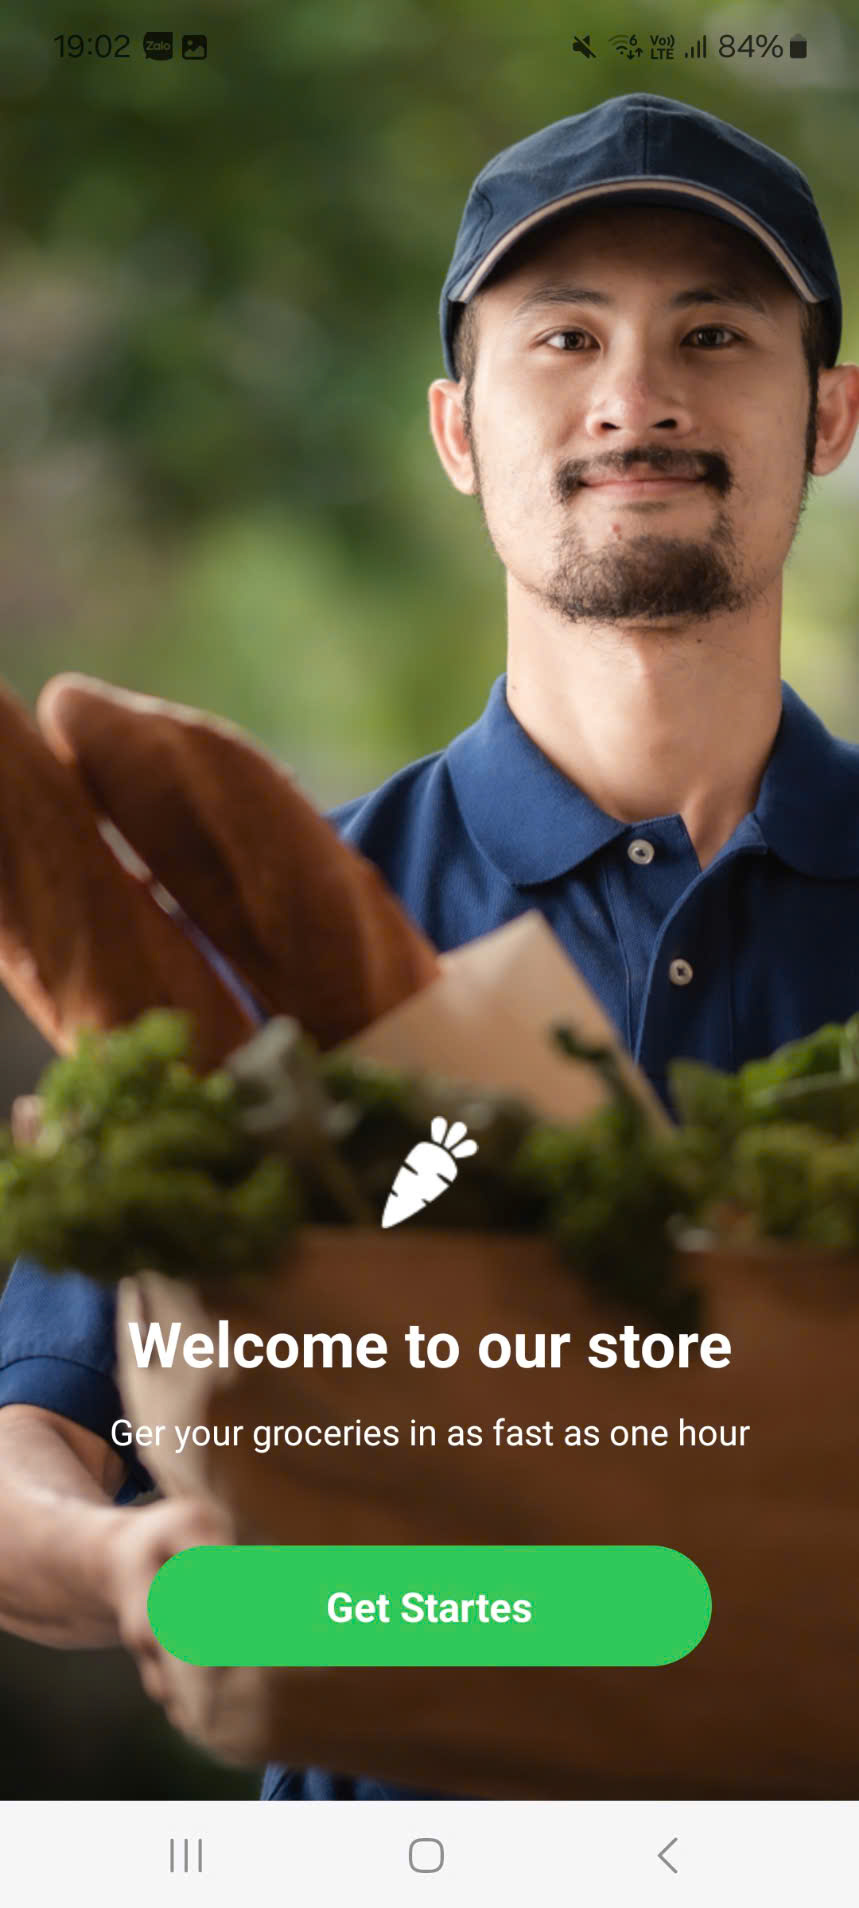 19:02 Zalo 6 Vo)) LTE 84%
Welcome to our store
Ger your groceries in as fast as one hour
Get Startes